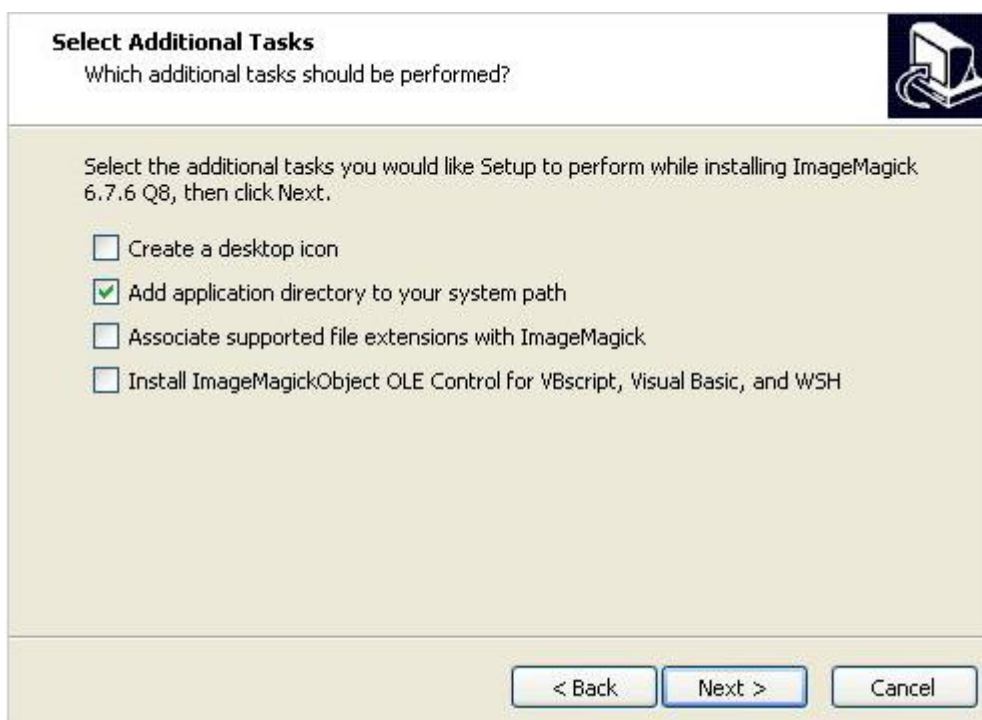 Select Additional Tasks
Which additional tasks should be performed?
Select the additional tasks you would like Setup to perform while installing ImageMagick
6.7.6 Q8, then click Next.
Create a desktop icon
Add application directory to your system path
Associate supported file extensions with ImageMagick
Install ImageMagickObject OLE Control for VBscript, Visual Basic, and WSH
< Back
Next >
Cancel